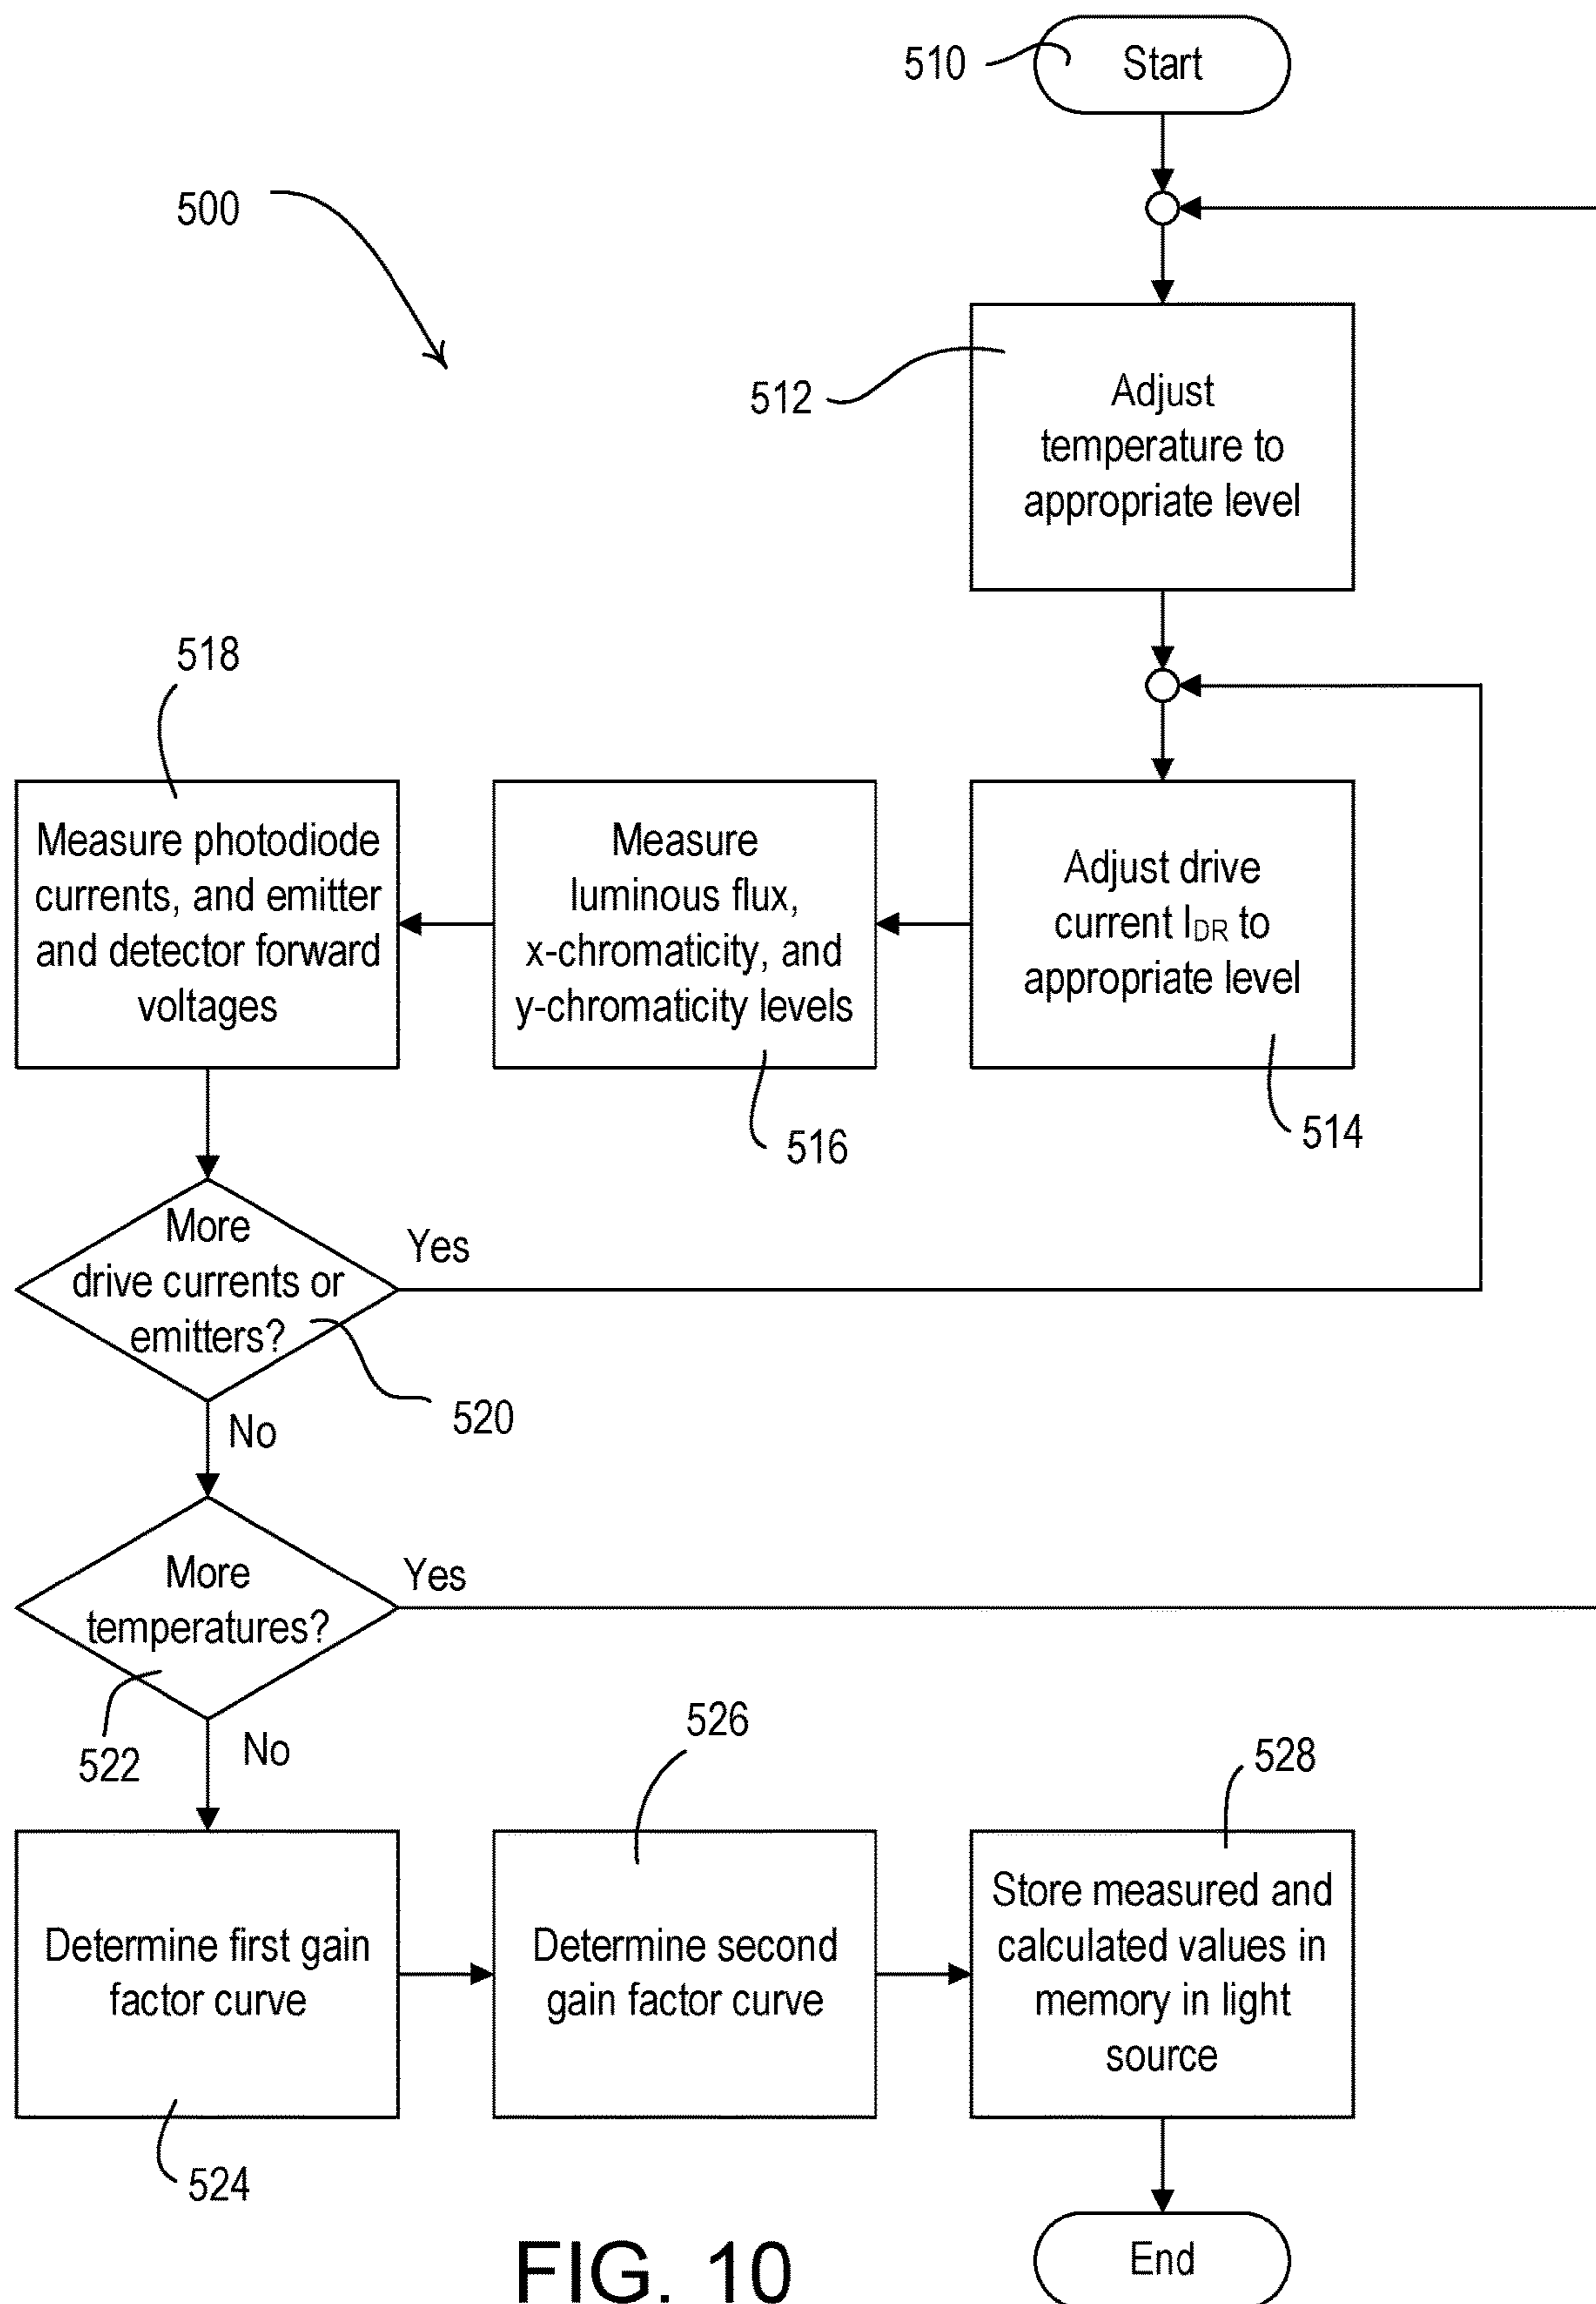 510
Start
500
512
Adjust
temperature to
appropriate level
518
Measure photodiode
currents, and emitter
and detector forward
voltages
Measure
luminous flux,
x-chromaticity, and
y-chromaticity levels
516
Adjust drive
current IDR to
appropriate level
514
More
drive currents or
emitters?
Yes
520
No
More
temperatures?
Yes
522
No
526
528
Determine first gain
factor curve
524
Determine second
gain factor curve
Store measured and
calculated values in
memory in light
source
End
FIG. 10